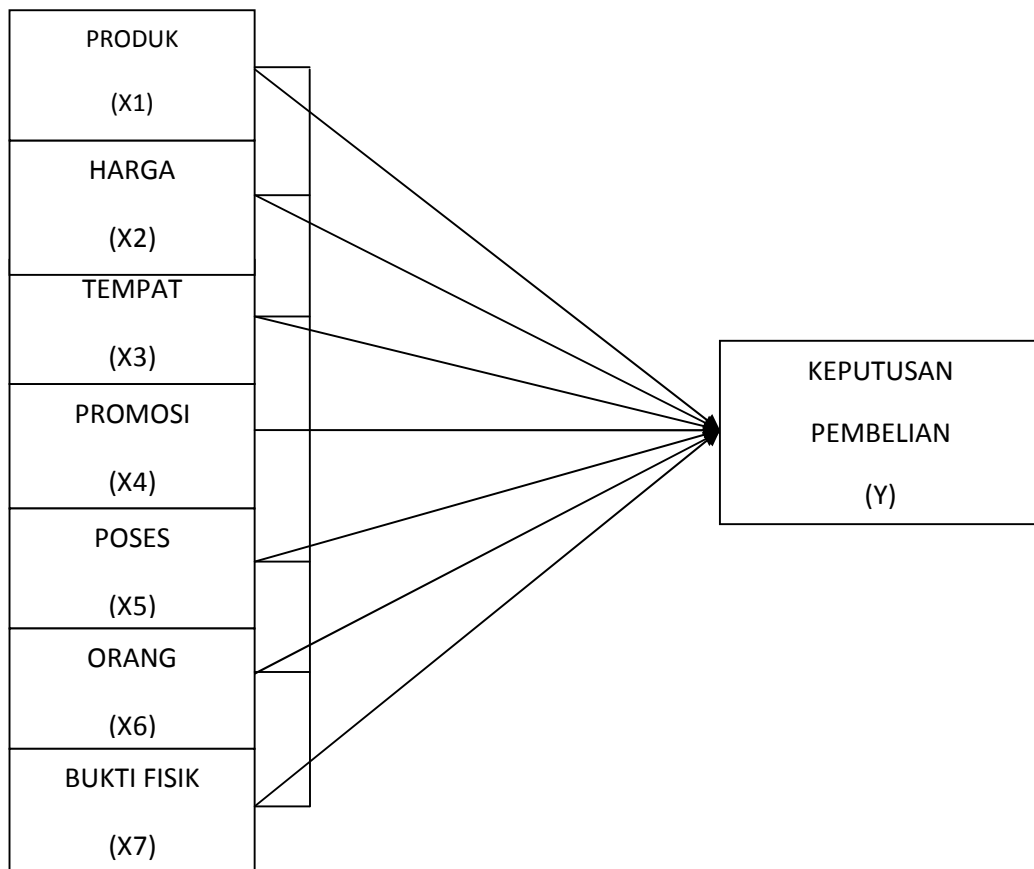 PRODUK
(X1)
HARGA
(X2)
TEMPAT
(X3)
PROMOSI
(X4)
POSES
(X5)
ORANG
(X6)
BUKTI FISIK
(X7)
KEPUTUSAN
PEMBELIAN
(Y)